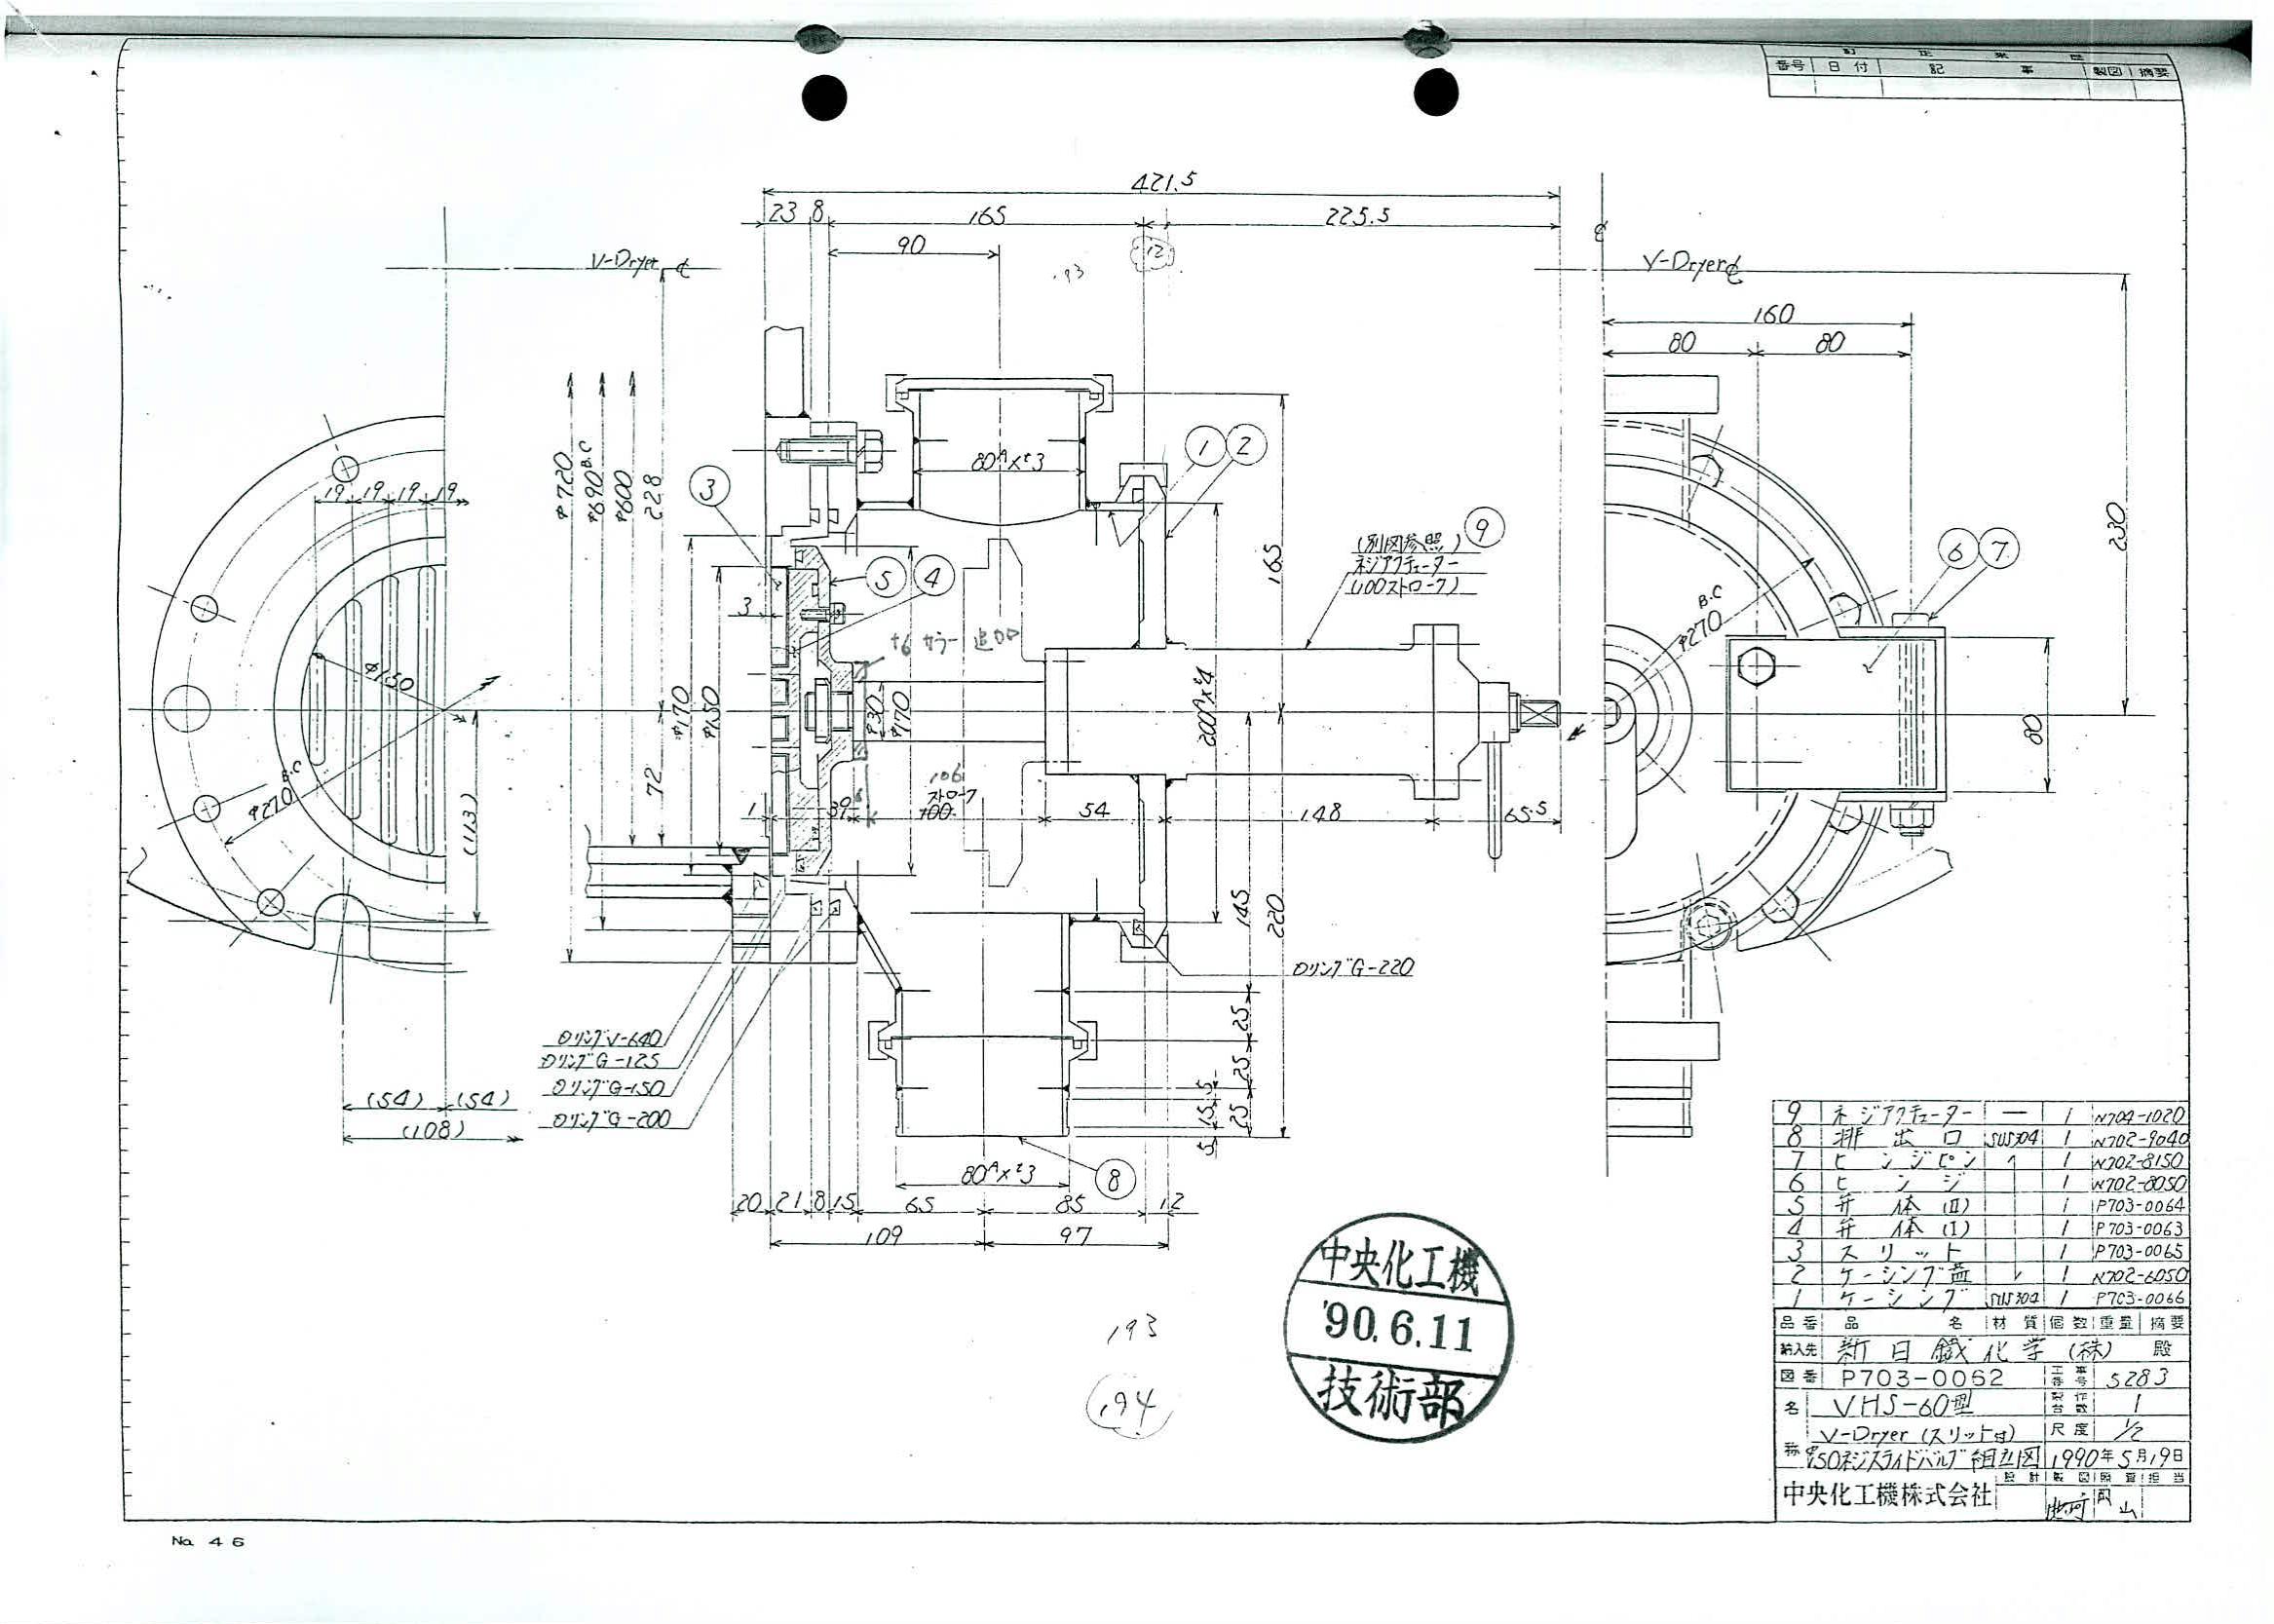 訂 正 来 歴
番号 日付 記 事 製図 摘要
421.5
23 8 165 225.5
90
12
193
V-Dryer ℄
℄
V-Dryer ℄
160
80 80
230
φ720
φ690 B.C
φ600
228
72
19 19 19 19
φ150
φ270 B.C
(113)
(54) (54)
(108)
80A×t3
1 2
3
5 4
9
(別図参照)
ネジアクチューター
(100ストローク)
6 7
3
t6 カラー追加
φ170
φ150
φ30
φ170
200A×t4
165
φ270 B.C
80
106
ストローク
1 39 6 100 54 148 65.5
145
220
25
25
25
5
15
5
OリングG-220
OリングV-640
OリングG-125
OリングG-150
OリングG-200
80A×t3
8
20 21 8 15 65 85 12
109 97
193
194
中央化工機
'90.6.11
技術部
9 ネジアクチューター — 1 N704-1020
8 排出口 SUS304 1 N702-9040
7 ヒンジピン 1 N702-8150
6 ヒンジ 1 N702-8050
5 弁体(II) 1 P703-0064
4 弁体(I) 1 P703-0063
3 スリット 1 P703-0065
2 ケーシング蓋 1 N702-6050
1 ケーシング SUS304 1 P703-0066
品番 品 名 材質 個数 重量 摘要
納入先 新日鐵化学(株) 殿
図番 P703-0062 工事番号 5283
名称 VHS-60型 製作台数 1
V-Dryer (スリット付) 尺度 1/2
φ150ネジスライドバルブ組立図 1990年5月19日
設計 製図 照査 担当
中央化工機株式会社
岡山
No. 46